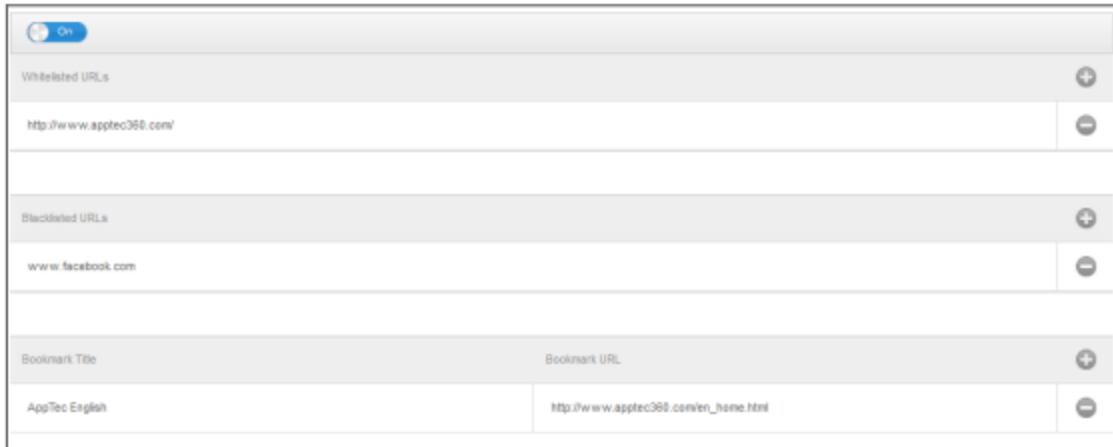 On
Whitelisted URLs
http://www.apptec360.com/
Blacklisted URLs
www.facebook.com
Bookmark Title Bookmark URL
AppTec English http://www.apptec360.com/en_home.html